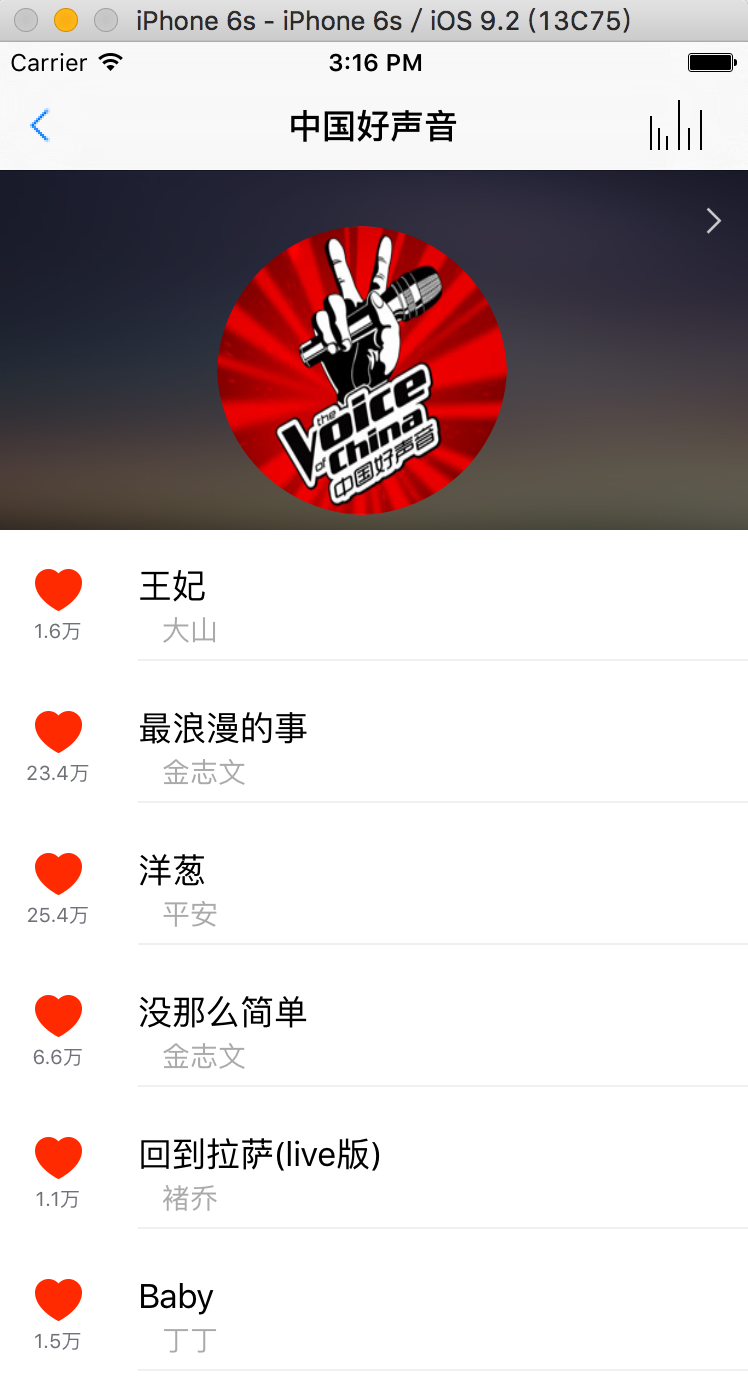 iPhone 6s - iPhone 6s / iOS 9.2 (13C75)
Carrier 3:16 PM
中国好声音
the
Voice
of China
中国好声音
王妃
大山
1.6万
最浪漫的事
金志文
23.4万
洋葱
平安
25.4万
没那么简单
金志文
6.6万
回到拉萨(live版)
褚乔
1.1万
Baby
丁丁
1.5万